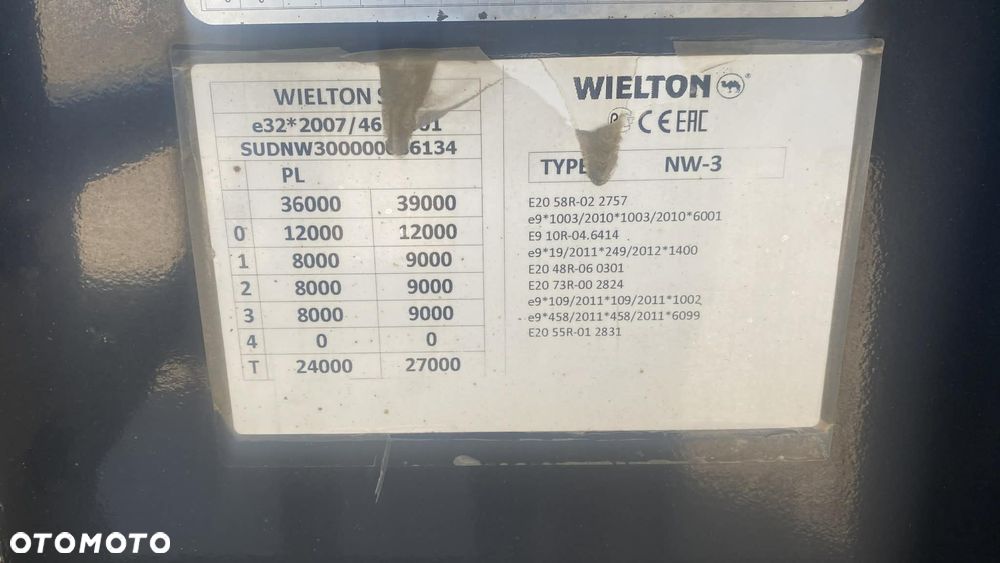 WIELTON
e32*2007/46
PL
36000 39000
0 12000 12000
1 8000 9000
2 8000 9000
3 8000 9000
4 0 0
T 24000 27000
WIELTON
CE EAC
TYPE NW-3
E20 58R-02 2757
e9*1003/2010*1003/2010*6001
E9 10R-04.6414
e9*19/2011*249/2012*1400
E20 48R-06 0301
E20 73R-00 2824
e9*109/2011*109/2011*1002
e9*458/2011*458/2011*6099
E20 55R-01 2831
OTOMOTO